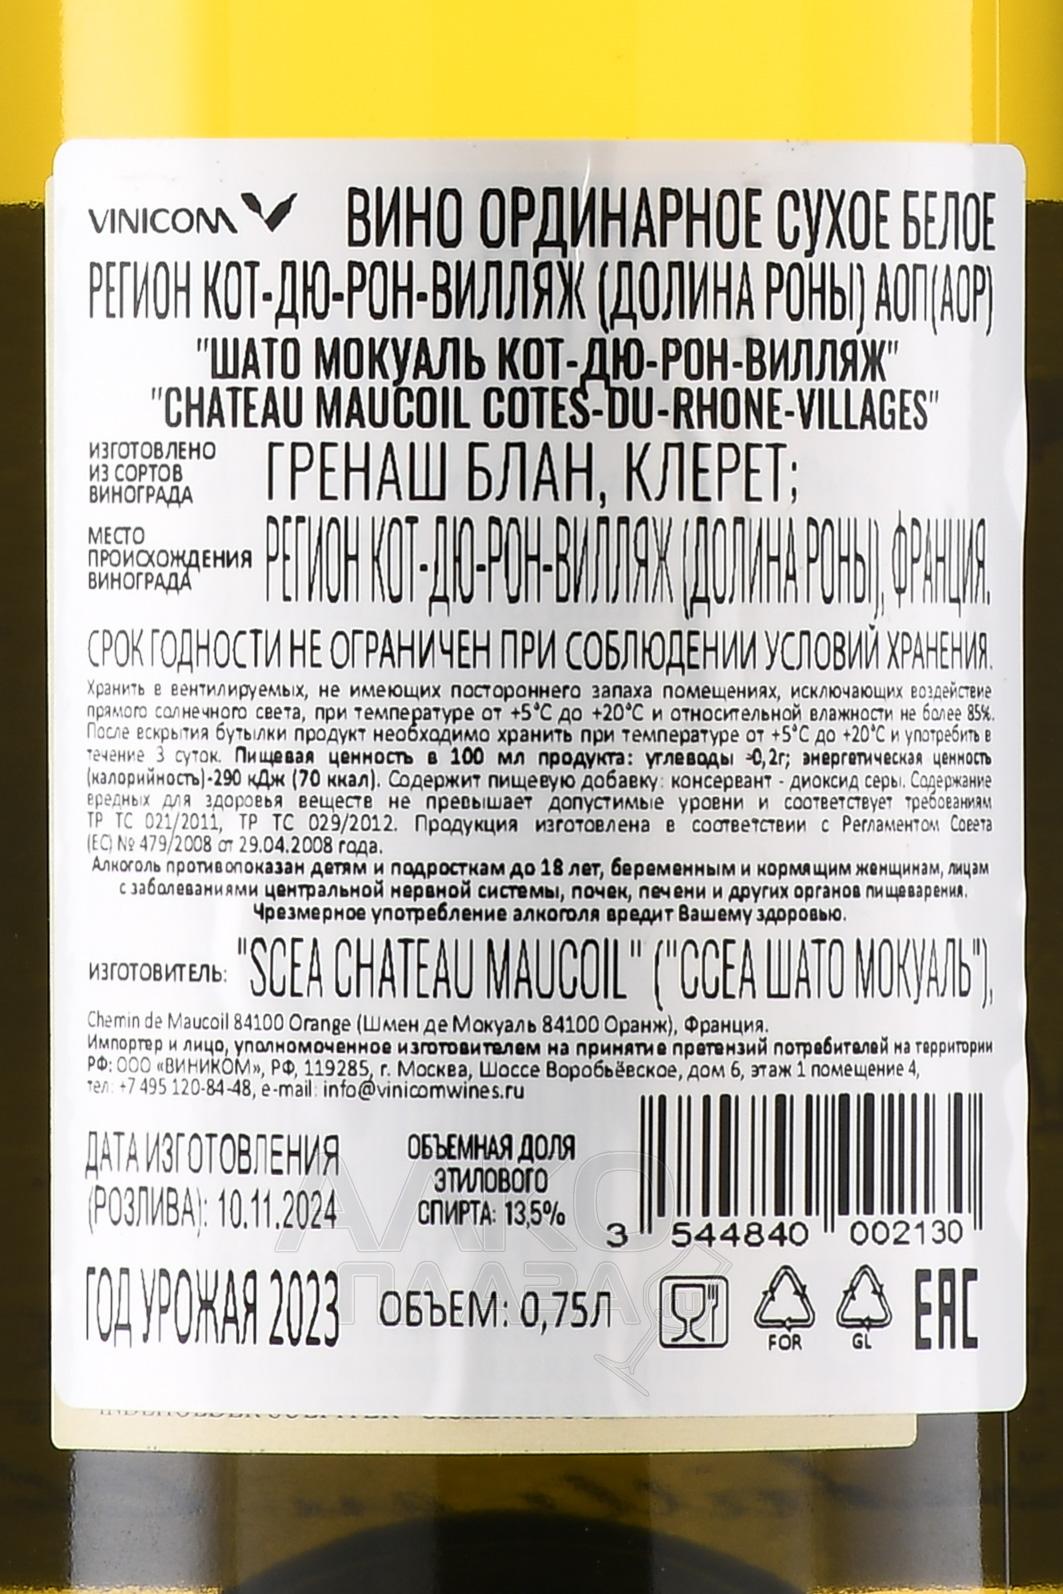 VINICOM
ВИНО ОРДИНАРНОЕ СУХОЕ БЕЛОЕ
РЕГИОН КОТ-ДЮ-РОН-ВИЛЛЯЖ (ДОЛИНА РОНЫ) АОП(АОР)
"ШАТО МОКУАЛЬ КОТ-ДЮ-РОН-ВИЛЛЯЖ"
"CHATEAU MAUCOIL COTES-DU-RHONE-VILLAGES"
ИЗГОТОВЛЕНО
ИЗ СОРТОВ
ВИНОГРАДА
ГРЕНАШ БЛАН, КЛЕРЕТ;
МЕСТО
ПРОИСХОЖДЕНИЯ
ВИНОГРАДА
РЕГИОН КОТ-ДЮ-РОН-ВИЛЛЯЖ (ДОЛИНА РОНЫ), ФРАНЦИЯ.
СРОК ГОДНОСТИ НЕ ОГРАНИЧЕН ПРИ СОБЛЮДЕНИИ УСЛОВИЙ ХРАНЕНИЯ.
Хранить в вентилируемых, не имеющих постороннего запаха помещениях, исключающих воздействие
прямого солнечного света, при температуре от +5°С до +20°С и относительной влажности не более 85%.
После вскрытия бутылки продукт необходимо хранить при температуре от +5°С до +20°С и употребить в
течение 3 суток. Пищевая ценность в 100 мл продукта: углеводы -0,2г; энергетическая ценность
(калорийность)-290 кДж (70 ккал). Содержит пищевую добавку: консервант - диоксид серы. Содержание
вредных для здоровья веществ не превышает допустимые уровни и соответствует требованиям
ТР ТС 021/2011, ТР ТС 029/2012. Продукция изготовлена в соответствии с Регламентом Совета
(ЕС) № 479/2008 от 29.04.2008 года.
Алкоголь противопоказан детям и подросткам до 18 лет, беременным и кормящим женщинам, лицам
с заболеваниями центральной нервной системы, почек, печени и других органов пищеварения.
Чрезмерное употребление алкоголя вредит Вашему здоровью.
ИЗГОТОВИТЕЛЬ: "SCEA CHATEAU MAUCOIL" ("ССЕА ШАТО МОКУАЛЬ"),
Chemin de Maucoil 84100 Orange (Шмен де Мокуаль 84100 Оранж), Франция.
Импортер и лицо, уполномоченное изготовителем на принятие претензий потребителей на территории
РФ: ООО «ВИНИКОМ», РФ, 119285, г. Москва, Шоссе Воробьёвское, дом 6, этаж 1 помещение 4,
тел: +7 495 120-84-48, e-mail: info@vinicomwines.ru
ДАТА ИЗГОТОВЛЕНИЯ
(РОЗЛИВА): 10.11.2024
ОБЪЕМНАЯ ДОЛЯ
ЭТИЛОВОГО
СПИРТА: 13,5%
3 544840 002130
ГОД УРОЖАЯ 2023
ОБЪЕМ: 0,75Л
FOR
GL
EAC
АЛКО
ПЛАЗА